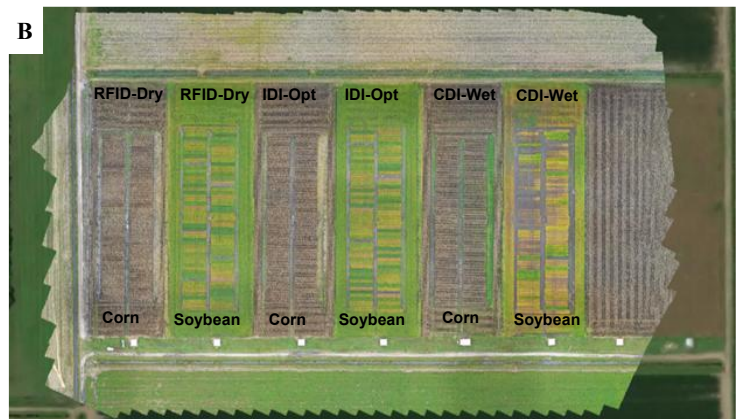 B
RFID-Dry RFID-Dry IDI-Opt IDI-Opt CDI-Wet CDI-Wet
Corn Soybean Corn Soybean Corn Soybean